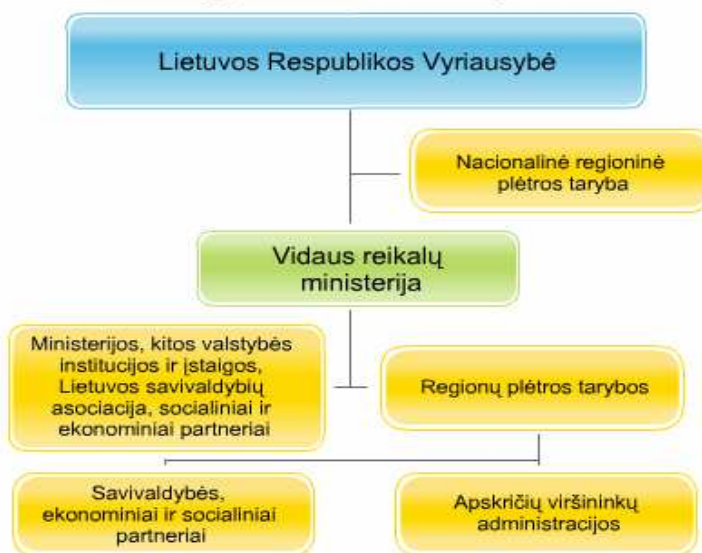 Lietuvos Respublikos Vyriausybė
Nacionalinė regioninė
plėtros taryba
Vidaus reikalų
ministerija
Ministerijos, kitos valstybės
institucijos ir įstaigos,
Lietuvos savivaldybių
asociacija, socialiniai ir
ekonominiai partneriai
Regionų plėtros tarybos
Savivaldybės,
ekonominiai ir socialiniai
partneriai
Apskričių viršininkų
administracijos